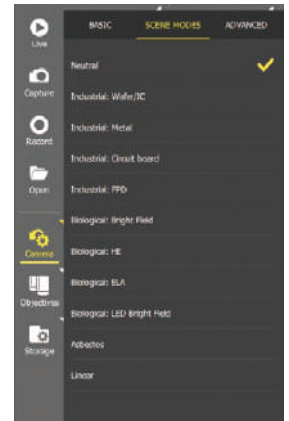 BASIC SCENE MODES ADVANCED
Live
Neutral
Capture
Industrial: Wafer/IC
Industrial: Metal
Record
Industrial: Circuit board
Open
Industrial: FPD
Biological: Bright Field
Camera
Biological: HE
Biological: ELA
Objectives
Biological: LED Bright Field
Asbestos
Storage
Linear